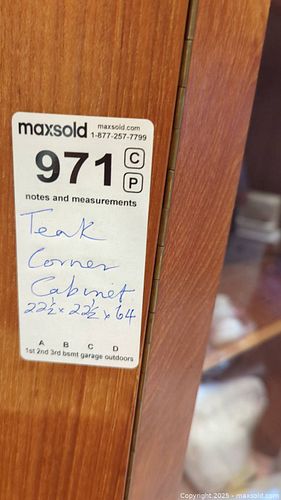 maxsold maxsold.com
1-877-257-7799
971 C
P
notes and measurements
Teak
Corner
Cabinet
22½ x 22½ x 64
A B C D
1st 2nd 3rd bsmt garage outdoors
Copyright 2025 - maxsold.com